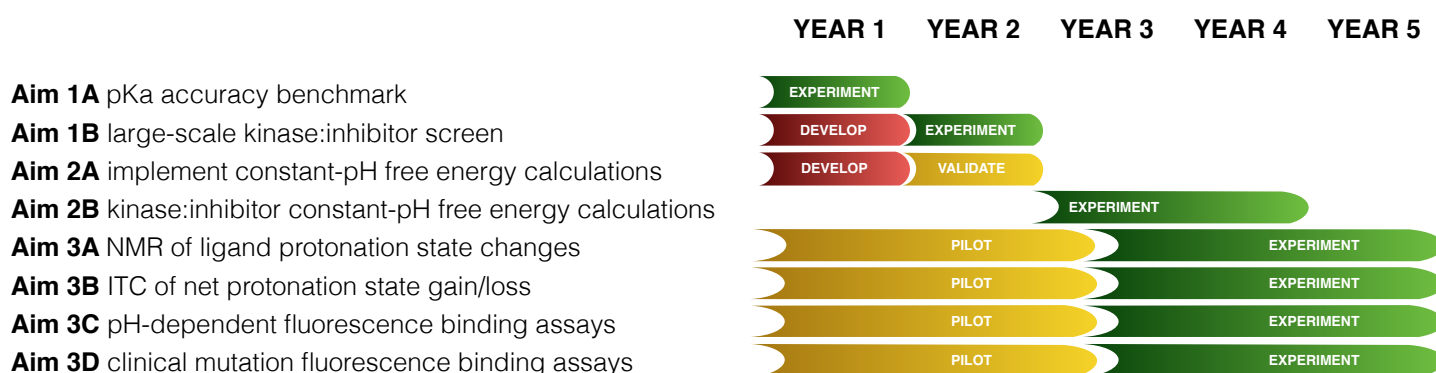 YEAR 1 YEAR 2 YEAR 3 YEAR 4 YEAR 5
Aim 1A pKa accuracy benchmark EXPERIMENT
Aim 1B large-scale kinase:inhibitor screen DEVELOP EXPERIMENT
Aim 2A implement constant-pH free energy calculations DEVELOP VALIDATE
Aim 2B kinase:inhibitor constant-pH free energy calculations EXPERIMENT
Aim 3A NMR of ligand protonation state changes PILOT EXPERIMENT
Aim 3B ITC of net protonation state gain/loss PILOT EXPERIMENT
Aim 3C pH-dependent fluorescence binding assays PILOT EXPERIMENT
Aim 3D clinical mutation fluorescence binding assays PILOT EXPERIMENT